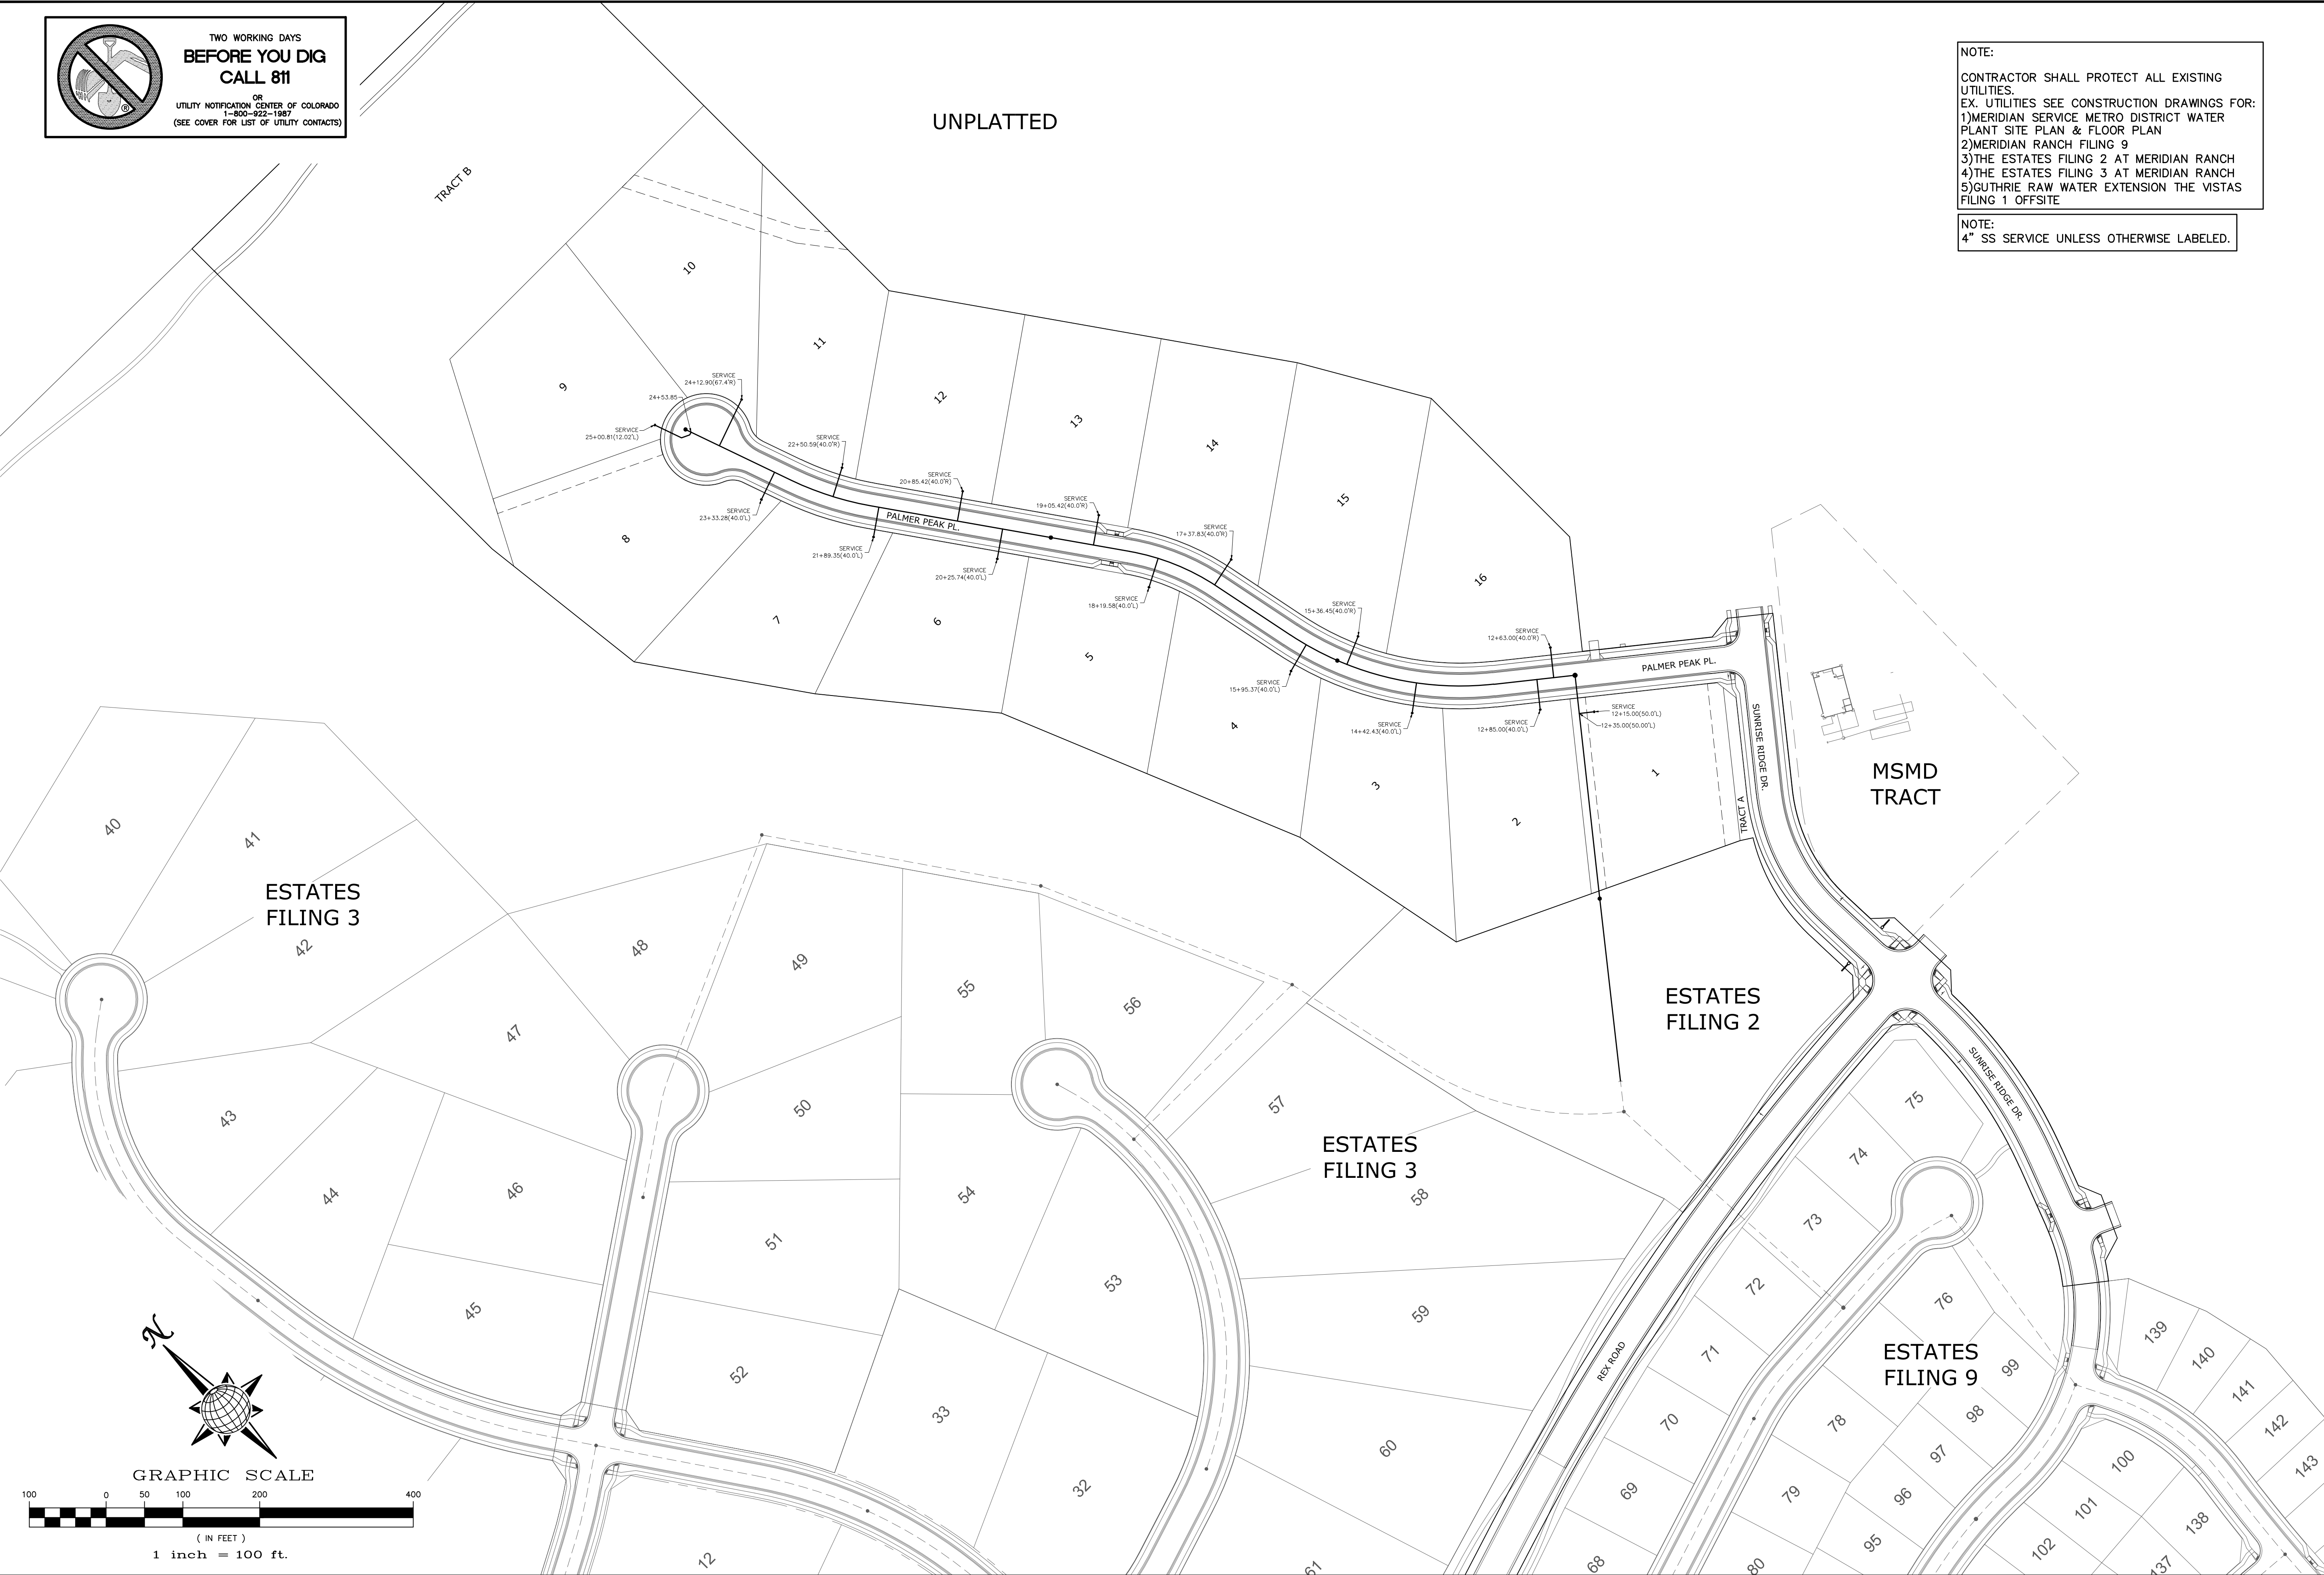 TWO WORKING DAYS
BEFORE YOU DIG
CALL 811
OR
UTILITY NOTIFICATION CENTER OF COLORADO
1-800-922-1987
(SEE COVER FOR LIST OF UTILITY CONTACTS)
®
UNPLATTED
NOTE:
CONTRACTOR SHALL PROTECT ALL EXISTING
UTILITIES.
EX. UTILITIES SEE CONSTRUCTION DRAWINGS FOR:
1)MERIDIAN SERVICE METRO DISTRICT WATER
PLANT SITE PLAN & FLOOR PLAN
2)MERIDIAN RANCH FILING 9
3)THE ESTATES FILING 2 AT MERIDIAN RANCH
4)THE ESTATES FILING 3 AT MERIDIAN RANCH
5)GUTHRIE RAW WATER EXTENSION THE VISTAS
FILING 1 OFFSITE
NOTE:
4" SS SERVICE UNLESS OTHERWISE LABELED.
TRACT B
10
11
9
12
13
14
15
16
8
7
6
5
4
3
2
1
SERVICE
24+12.90(67.4'R)
24+53.85
SERVICE
25+00.81(12.02'L)
SERVICE
22+50.59(40.0'R)
SERVICE
20+85.42(40.0'R)
SERVICE
19+05.42(40.0'R)
SERVICE
17+37.83(40.0'R)
SERVICE
23+33.28(40.0'L)
SERVICE
21+89.35(40.0'L)
SERVICE
20+25.74(40.0'L)
SERVICE
18+19.58(40.0'L)
SERVICE
15+36.45(40.0'R)
SERVICE
12+63.00(40.0'R)
SERVICE
15+95.37(40.0'L)
SERVICE
14+42.43(40.0'L)
SERVICE
12+85.00(40.0'L)
SERVICE
12+15.00(50.0'L)
12+35.00(50.00'L)
PALMER PEAK PL.
PALMER PEAK PL.
SUNRISE RIDGE DR.
TRACT A
MSMD
TRACT
ESTATES
FILING 3
ESTATES
FILING 2
ESTATES
FILING 3
ESTATES
FILING 9
SUNRISE RIDGE DR.
REX ROAD
40
41
42
43
44
45
46
47
48
49
50
51
52
53
54
55
56
57
58
59
60
61
33
32
12
75
74
73
72
71
70
69
68
76
78
79
80
95
96
97
98
99
100
101
102
137
138
139
140
141
142
143
N
GRAPHIC SCALE
100 0 50 100 200 400
( IN FEET )
1 inch = 100 ft.